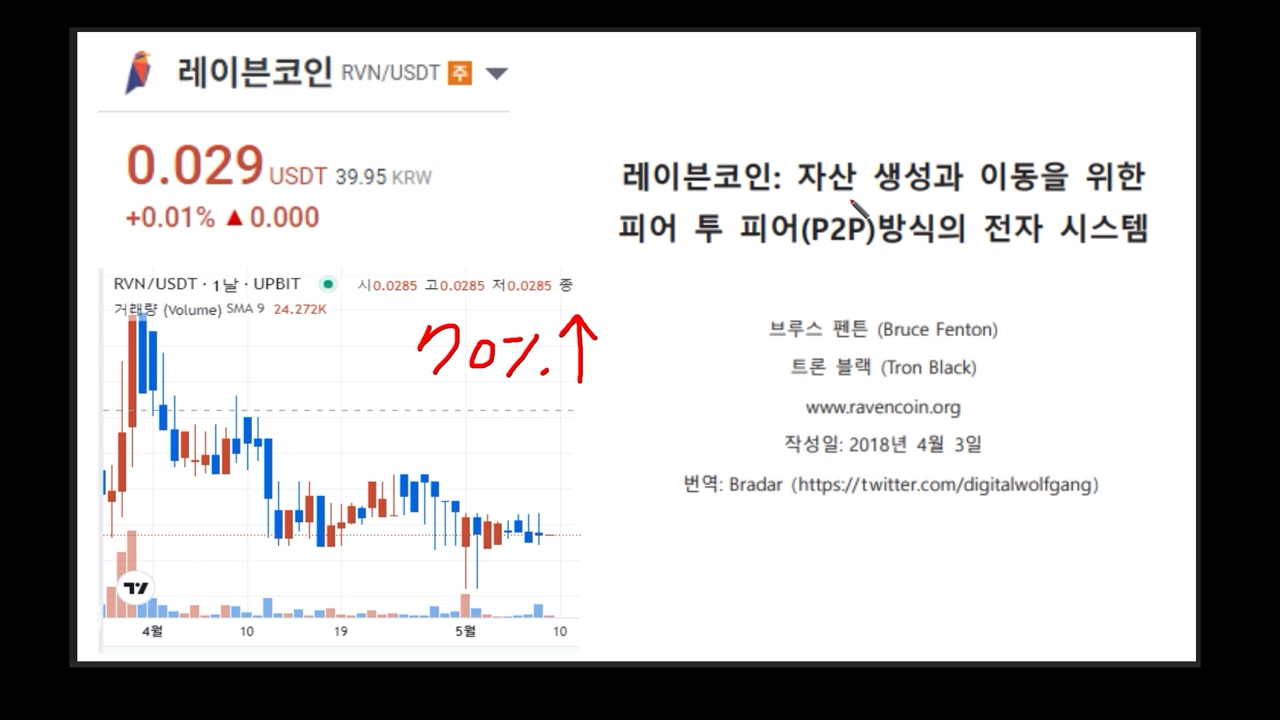 레이븐코인 RVN/USDT 주
0.029 USDT 39.95 KRW
+0.01% ▲ 0.000
RVN/USDT · 1날 · UPBIT 시0.0285 고0.0285 저0.0285 종
거래량 (Volume) SMA 9 24.272K
70% ↑
4월 10 19 5월 10
레이븐코인: 자산 생성과 이동을 위한
피어 투 피어(P2P)방식의 전자 시스템
브루스 펜튼 (Bruce Fenton)
트론 블랙 (Tron Black)
www.ravencoin.org
작성일: 2018년 4월 3일
번역: Bradar (https://twitter.com/digitalwolfgang)